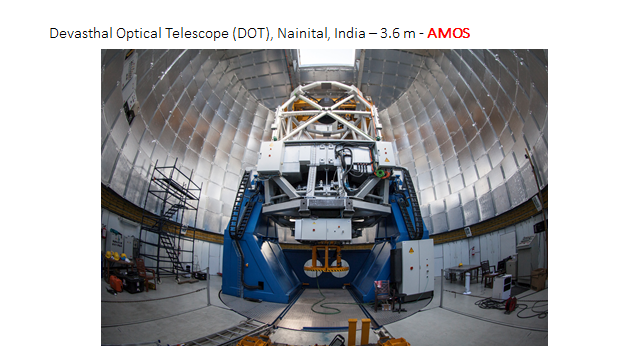 Devasthal Optical Telescope (DOT), Nainital, India – 3.6 m - AMOS